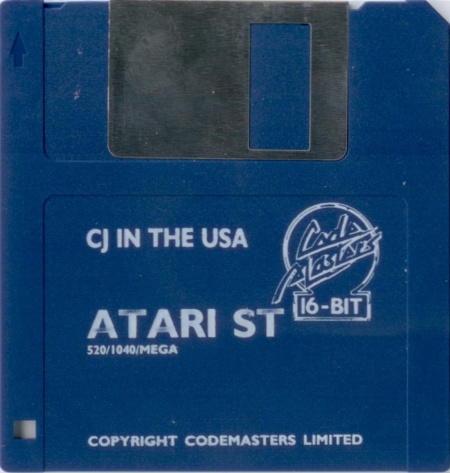 CJ IN THE USA
Code
Masters
16-BIT
ATARI ST
520/1040/MEGA
COPYRIGHT CODEMASTERS LIMITED